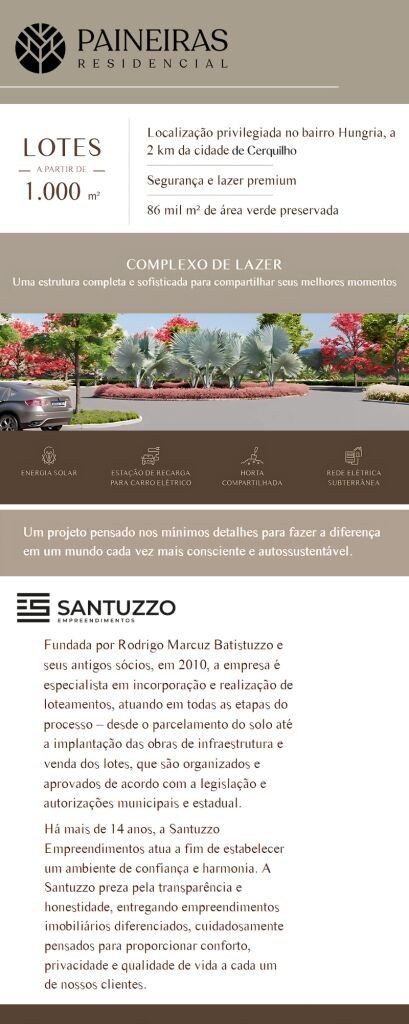 PAINEIRAS
RESIDENCIAL
LOTES
A PARTIR DE
1.000 m²
Localização privilegiada no bairro Hungria, a
2 km da cidade de Cerquilho
Segurança e lazer premium
86 mil m² de área verde preservada
COMPLEXO DE LAZER
Uma estrutura completa e sofisticada para compartilhar seus melhores momentos
ENERGIA SOLAR
ESTAÇÃO DE RECARGA
PARA CARRO ELÉTRICO
HORTA
COMPARTILHADA
REDE ELÉTRICA
SUBTERRÂNEA
Um projeto pensado nos mínimos detalhes para fazer a diferença
em um mundo cada vez mais consciente e autossustentável.
SANTUZZO
EMPREENDIMENTOS
Fundada por Rodrigo Marcuz Batistuzzo e
seus antigos sócios, em 2010, a empresa é
especialista em incorporação e realização de
loteamentos, atuando em todas as etapas do
processo – desde o parcelamento do solo até
a implantação das obras de infraestrutura e
venda dos lotes, que são organizados e
aprovados de acordo com a legislação e
autorizações municipais e estadual.
Há mais de 14 anos, a Santuzzo
Empreendimentos atua a fim de estabelecer
um ambiente de confiança e harmonia. A
Santuzzo preza pela transparência e
honestidade, entregando empreendimentos
imobiliários diferenciados, cuidadosamente
pensados para proporcionar conforto,
privacidade e qualidade de vida a cada um
de nossos clientes.